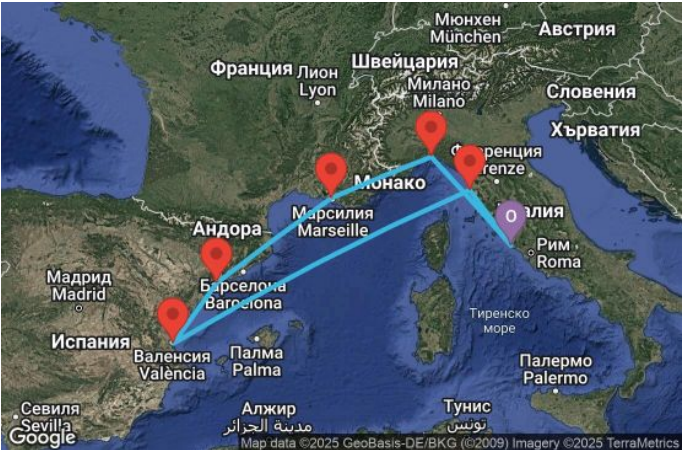 Мюнхен
München
Австрия
Франция
Лион
Lyon
Швейцария
Милано
Milano
Словения
Хърватия
Флоренция
Монако
Марсилия
Marseille
Андора
Рим
Roma
Барселона
Barcelona
Мадрид
Madrid
Испания
Валенсия
València
Палма
Palma
Тиренско
море
Палермо
Palermo
Севиля
Sevilla
Алжир
مدينة الجزائر
Тунис
تونس
O
Google
Map data ©2025 GeoBasis-DE/BKG (©2009) Imagery ©2025 TerraMetrics